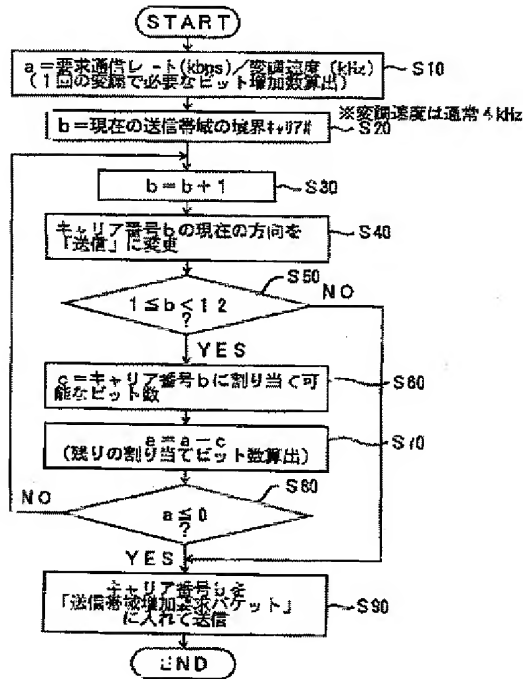 START
a＝要求通信レート(kbps)／変調速度(kHz)
(1回の変調で必要なビット増加数算出)
S10
※変調速度は通常4kHz
b＝現在の送信帯域の境界ｷｬﾘｱ#
S20
b＝b＋1
S30
キャリア番号bの現在の方向を
「送信」に変更
S40
S50
1≦b＜12
?
NO
YES
c＝キャリア番号bに割り当て可
能なビット数
S60
a＝a－c
(残りの割り当てビット数算出)
S70
S80
NO
a≦0
?
YES
キャリア番号bを
「送信帯域増加要求パケット」
に入れて送信
S90
END